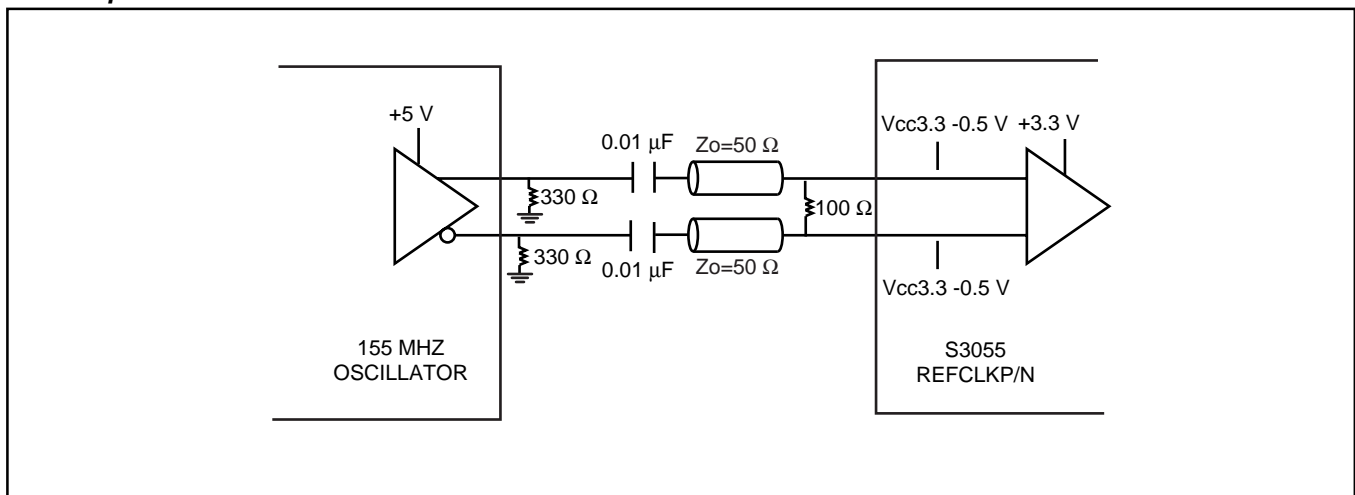 +5 V
0.01 µF
Zo=50 Ω
Vcc3.3 -0.5 V
+3.3 V
330 Ω
100 Ω
330 Ω
0.01 µF
Zo=50 Ω
Vcc3.3 -0.5 V
155 MHZ
OSCILLATOR
S3055
REFCLKP/N